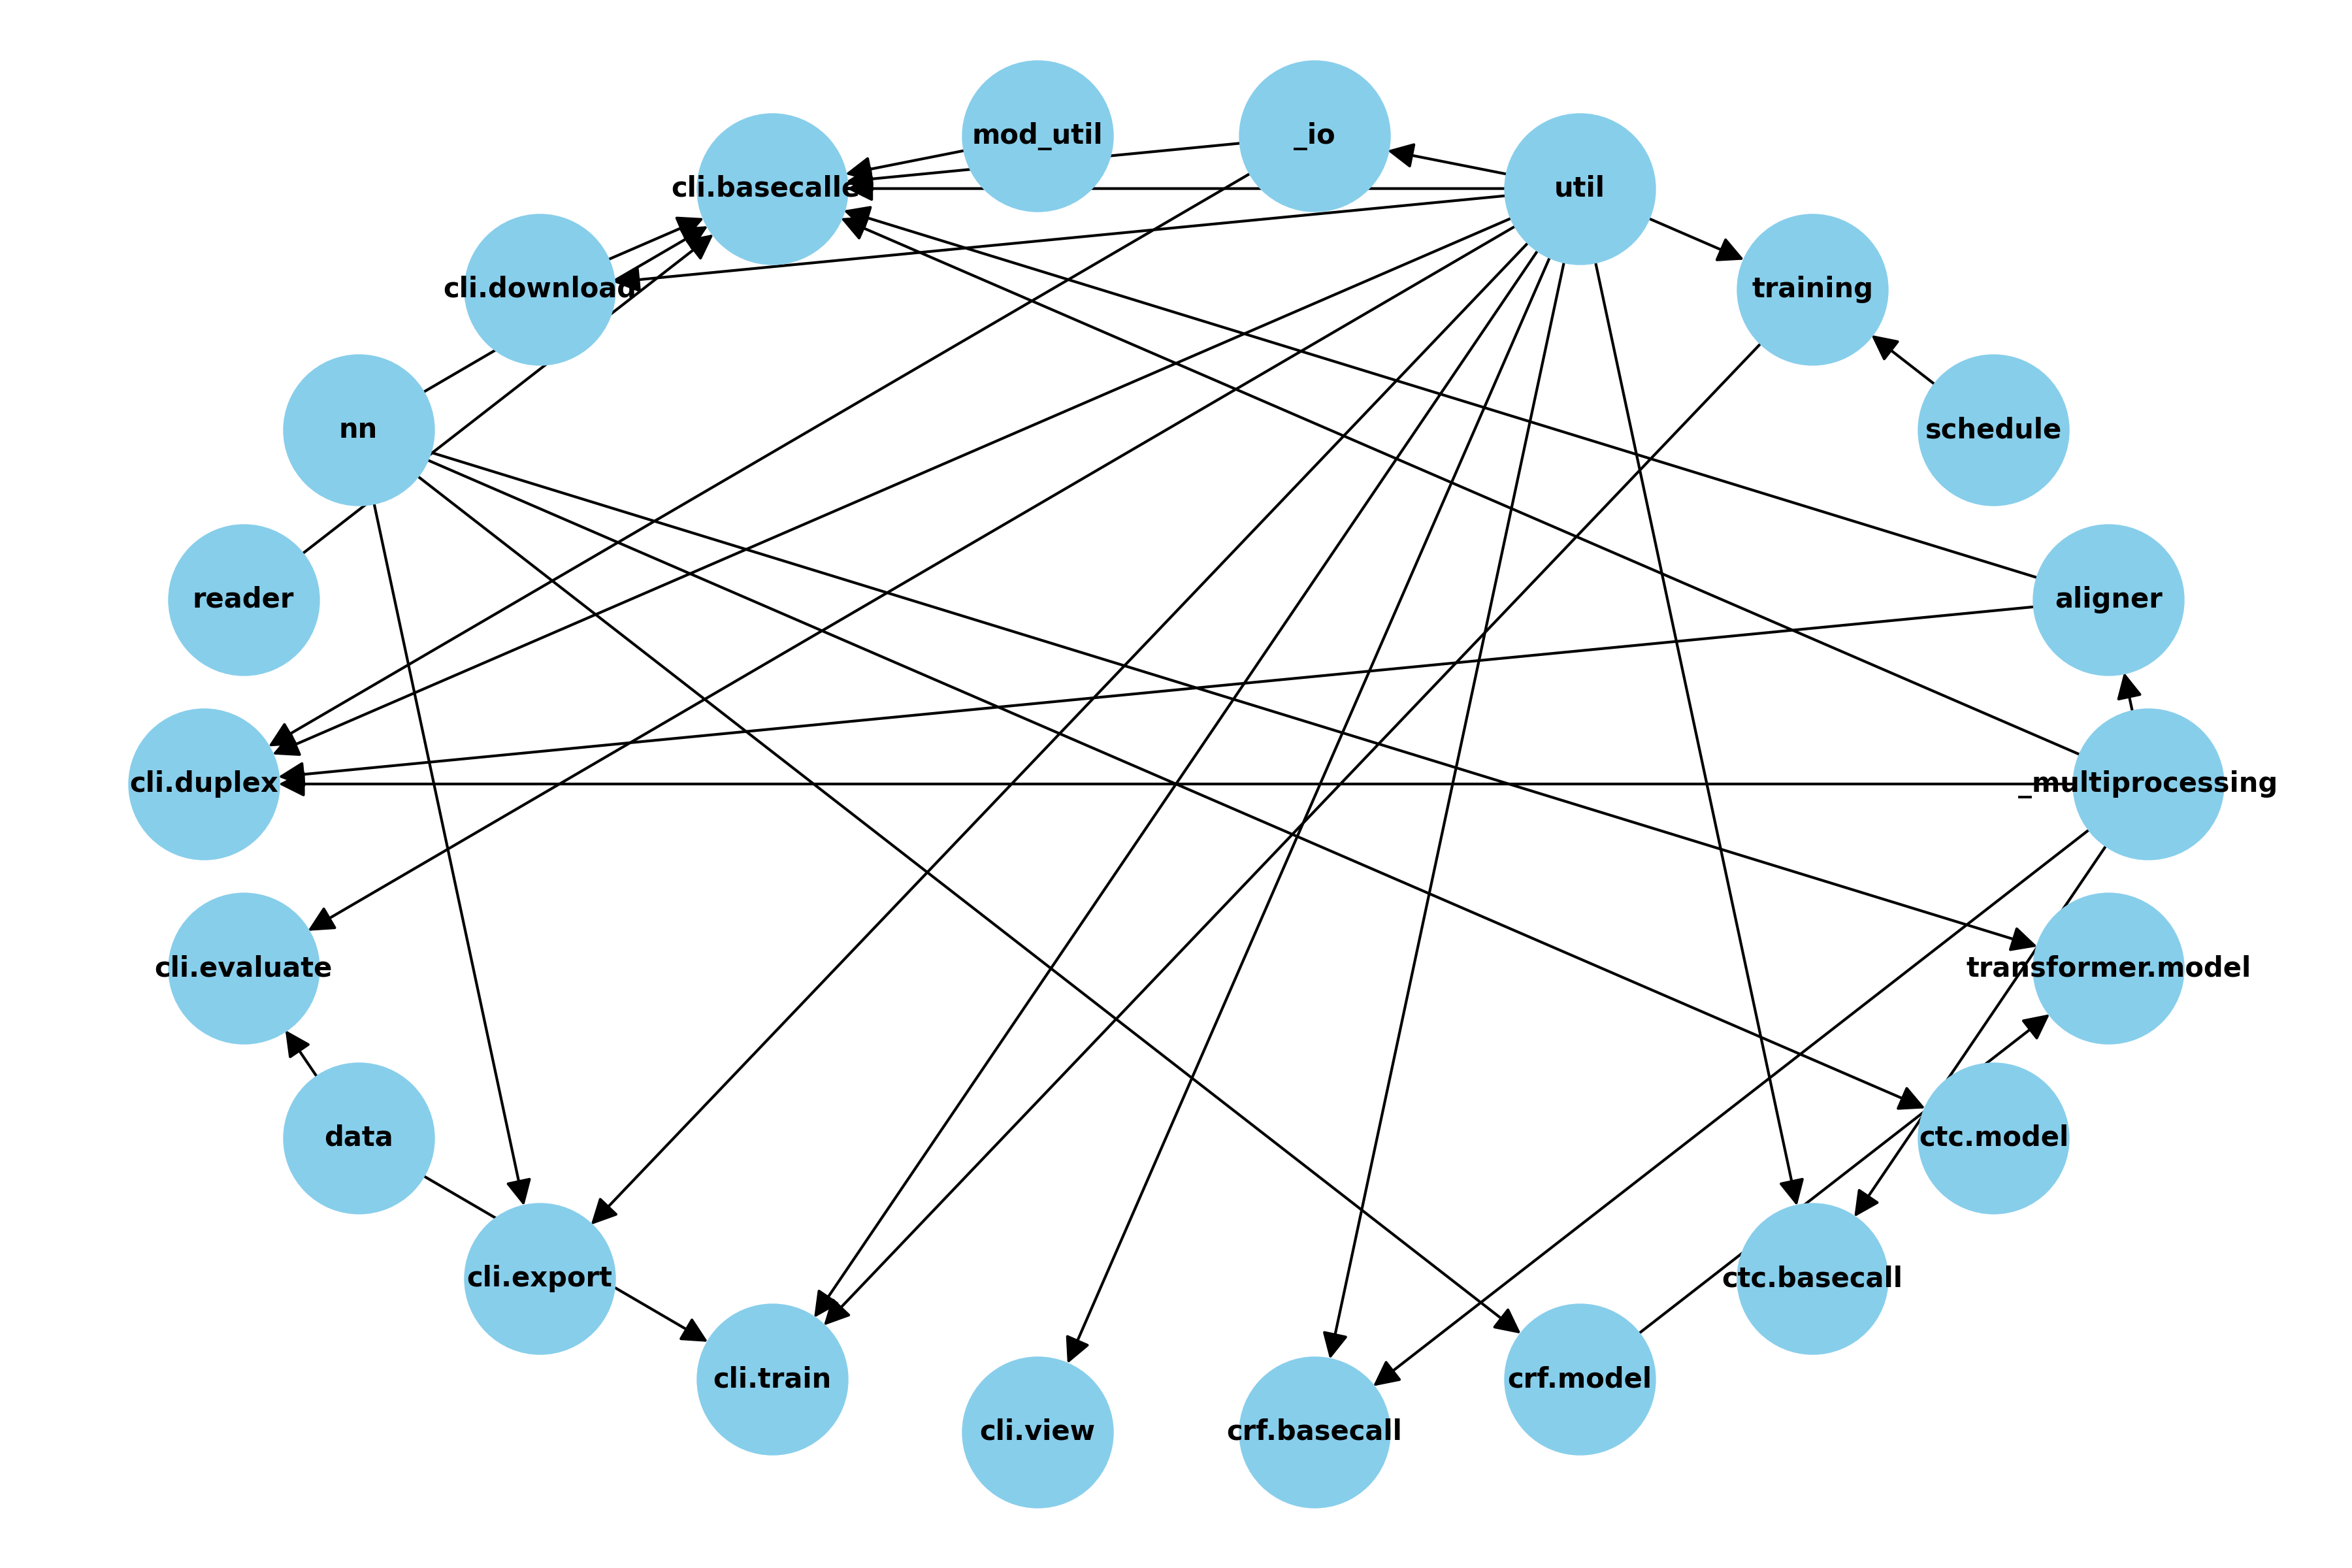 mod_util
_io
cli.basecalle
util
cli.download
training
nn
schedule
reader
aligner
cli.duplex
_multiprocessing
cli.evaluate
transformer.model
data
ctc.model
cli.export
ctc.basecall
cli.train
crf.model
cli.view
crf.basecall